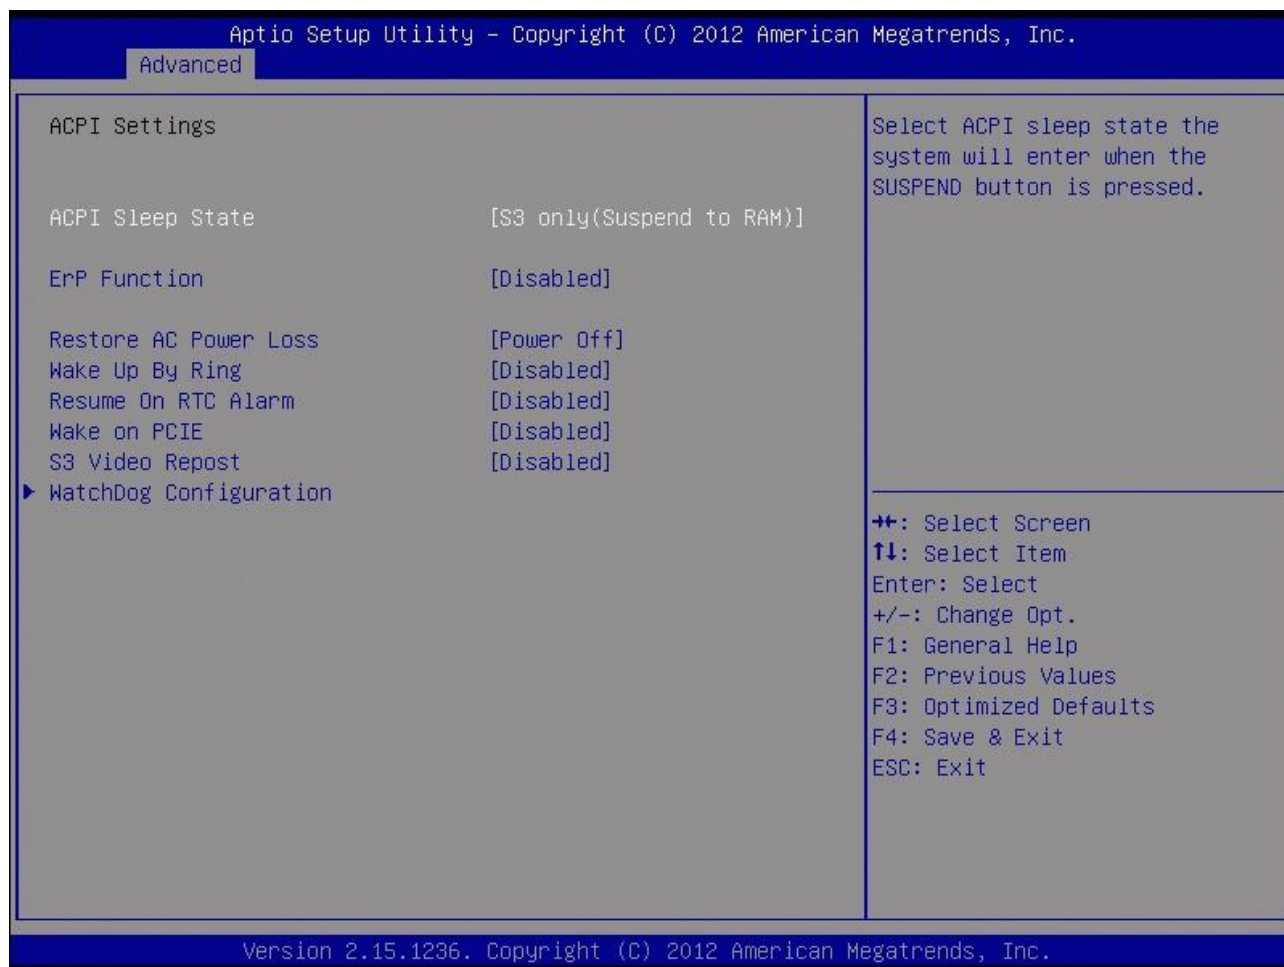 Aptio Setup Utility – Copyright (C) 2012 American Megatrends, Inc.
Advanced
ACPI Settings
ACPI Sleep State [S3 only(Suspend to RAM)]
ErP Function [Disabled]
Restore AC Power Loss [Power Off]
Wake Up By Ring [Disabled]
Resume On RTC Alarm [Disabled]
Wake on PCIE [Disabled]
S3 Video Repost [Disabled]
▶ WatchDog Configuration
Select ACPI sleep state the
system will enter when the
SUSPEND button is pressed.
→←: Select Screen
↑↓: Select Item
Enter: Select
+/-: Change Opt.
F1: General Help
F2: Previous Values
F3: Optimized Defaults
F4: Save & Exit
ESC: Exit
Version 2.15.1236. Copyright (C) 2012 American Megatrends, Inc.